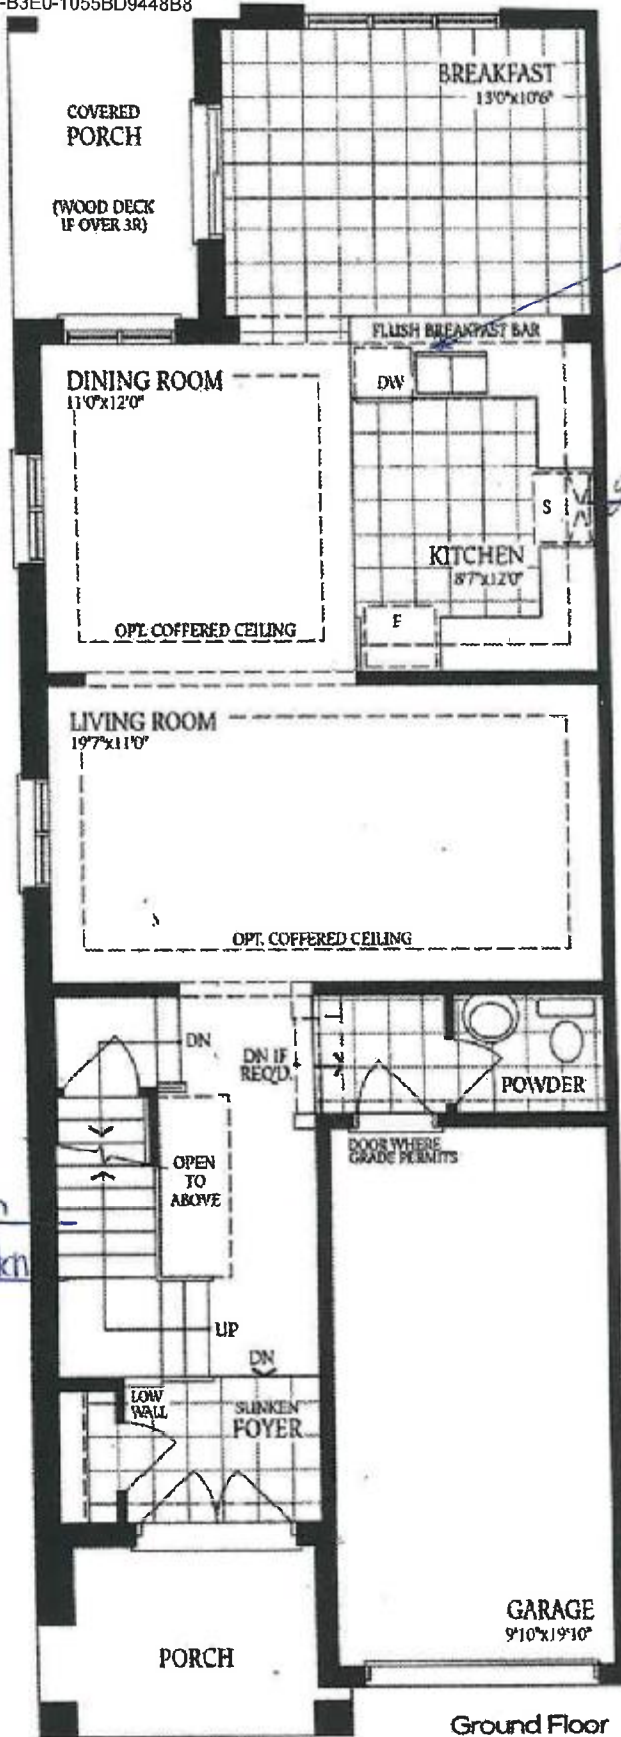 -B3E0-1055BD9448B8
BREAKFAST
13'0"x10'6"
COVERED
PORCH
(WOOD DECK
IF OVER 3R)
FLUSH BREAKFAST BAR
DINING ROOM
11'0"x12'0"
DW
S
KITCHEN
8'7"x12'0"
F
OPT. COFFERED CEILING
LIVING ROOM
19'7"x11'0"
OPT. COFFERED CEILING
DN
DN IF
REQ'D.
POWDER
DOOR WHERE
GRADE PERMITS
OPEN
TO
ABOVE
UP
DN
LOW
WALL
SUNKEN
FOYER
GARAGE
9'10"x19'10"
PORCH
Ground Floor